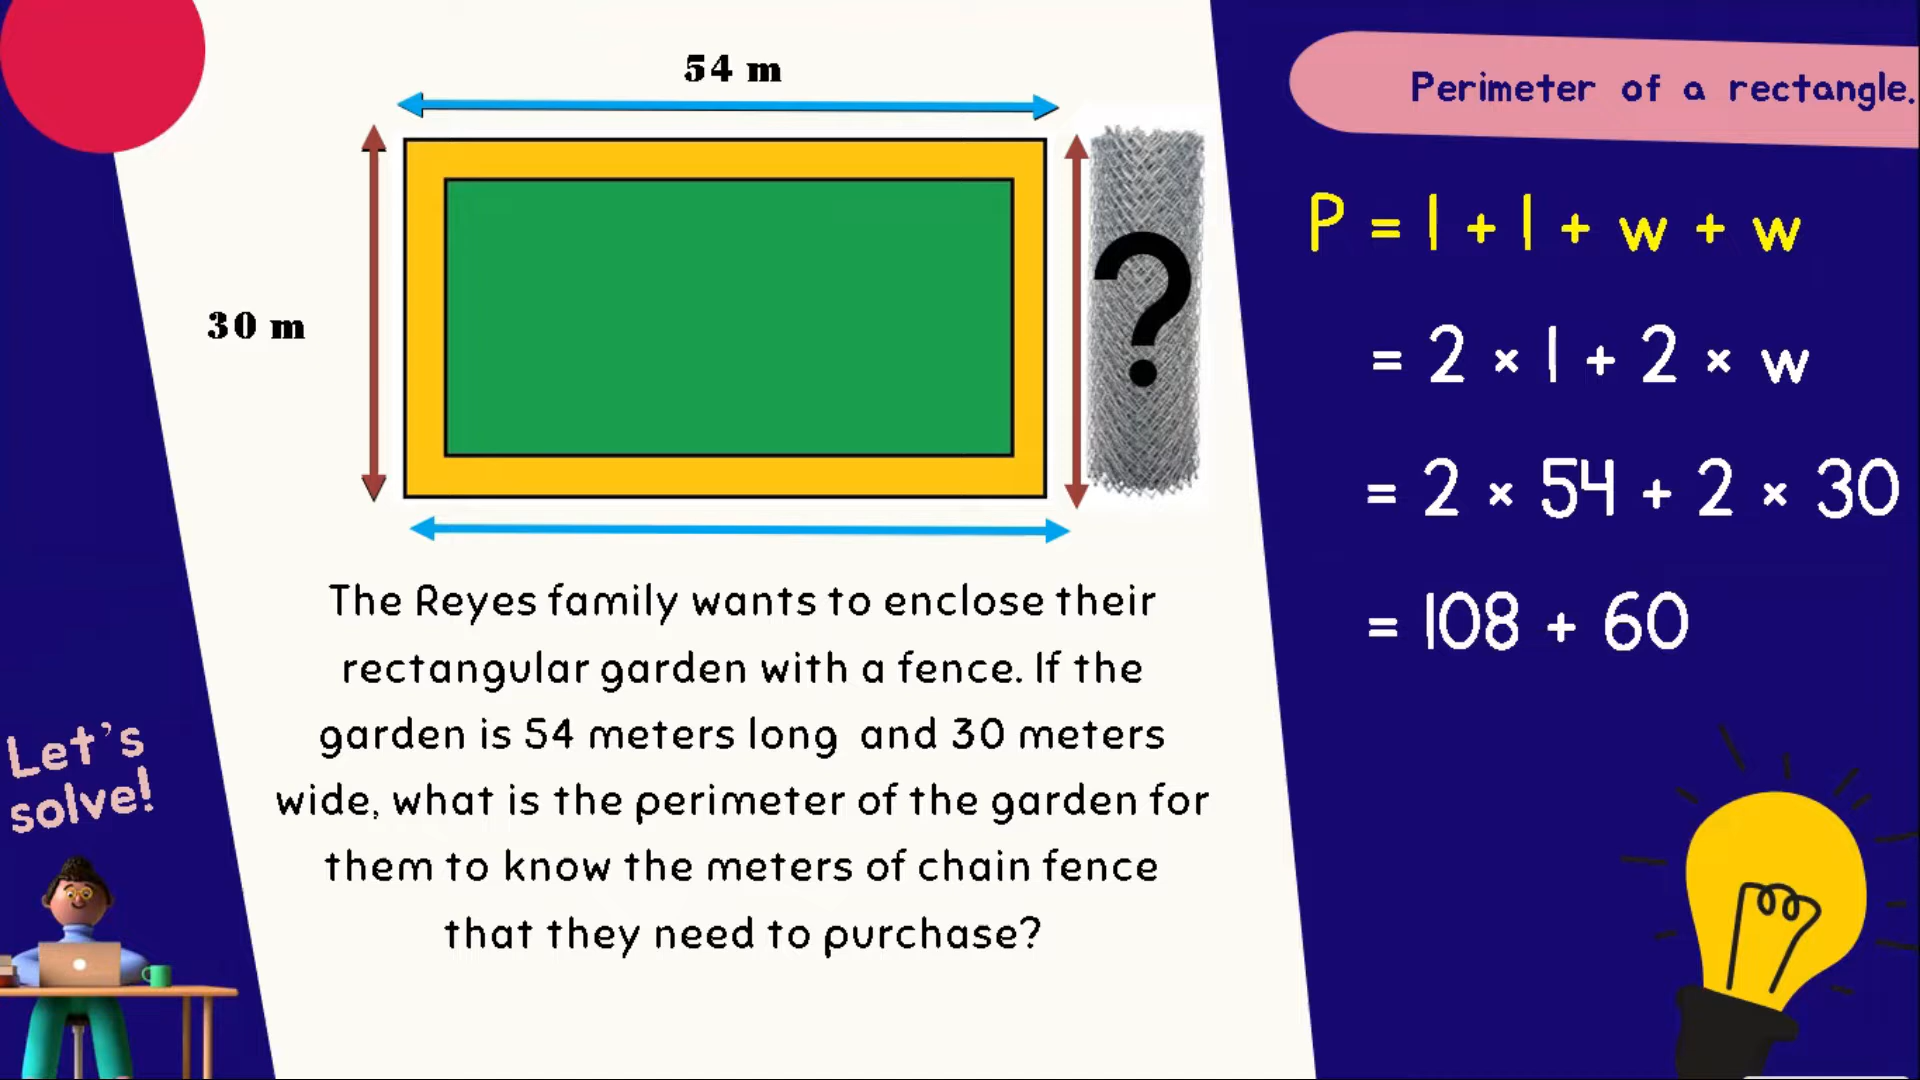 54 m
30 m
?
The Reyes family wants to enclose their
rectangular garden with a fence. If the
garden is 54 meters long and 30 meters
wide, what is the perimeter of the garden for
them to know the meters of chain fence
that they need to purchase?
Let's
solve!
Perimeter of a rectangle.
P = l + l + w + w
= 2 × l + 2 × w
= 2 × 54 + 2 × 30
= 108 + 60